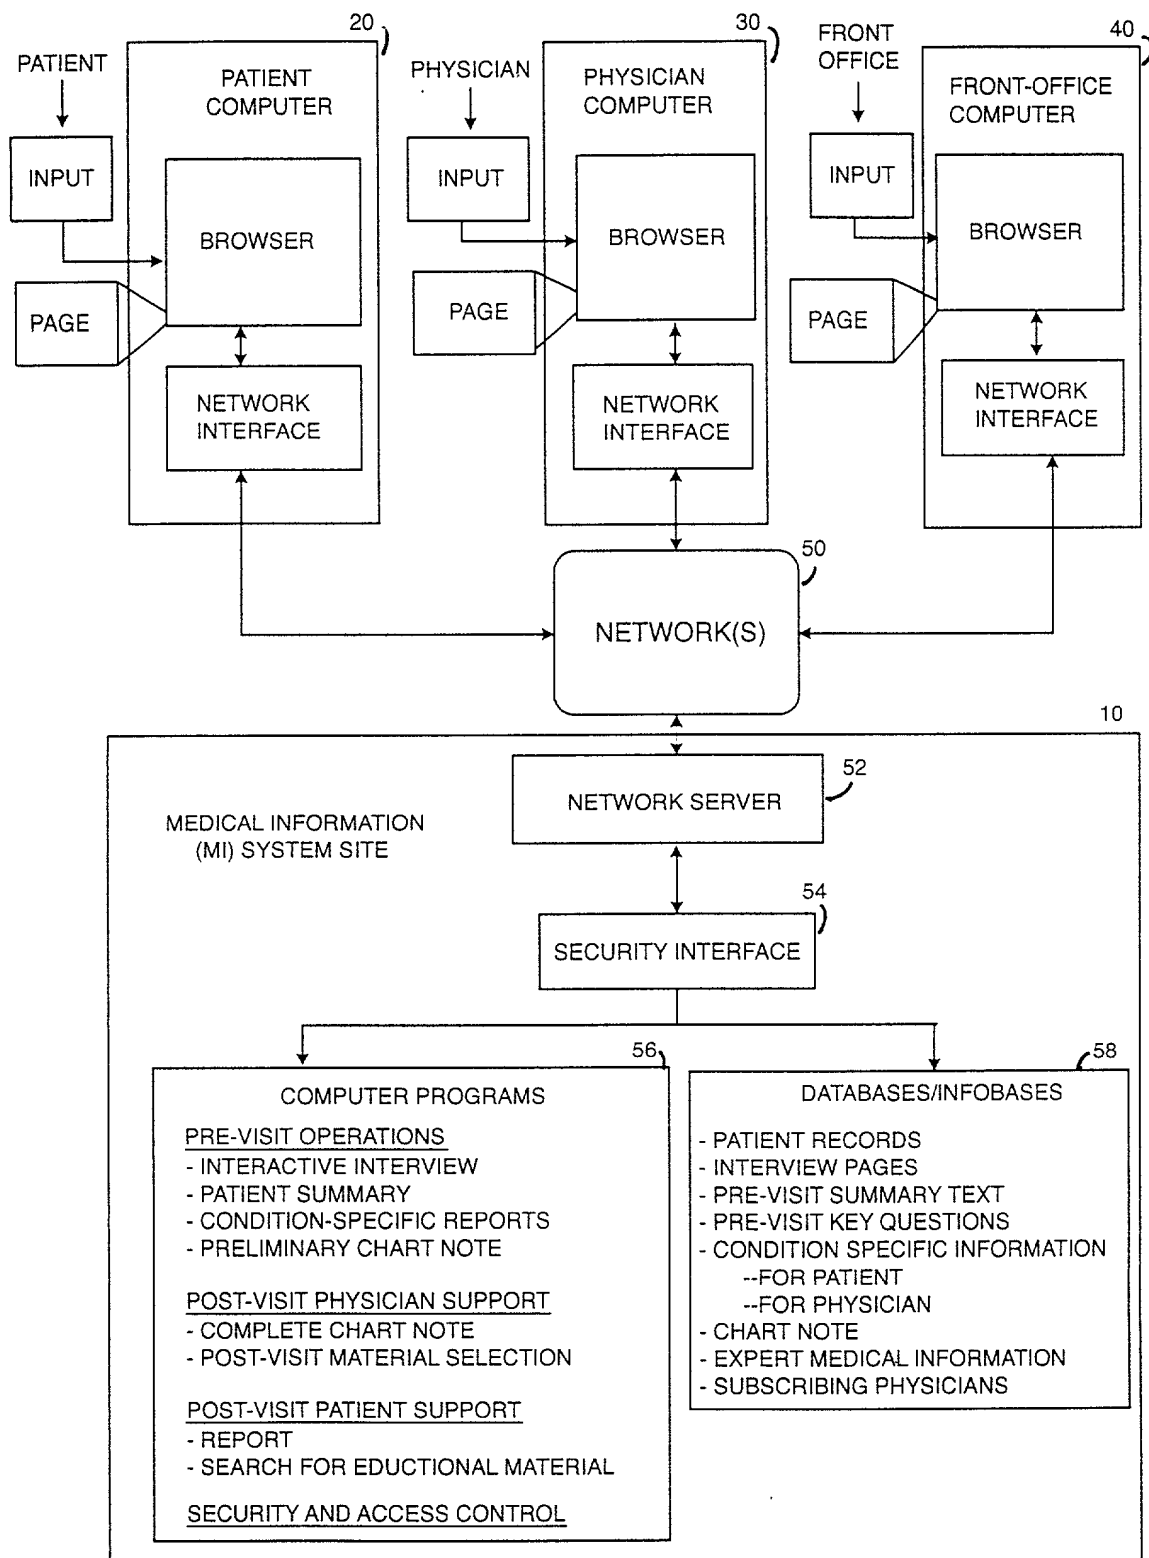 20
30
40
PATIENT
PATIENT
COMPUTER
PHYSICIAN
PHYSICIAN
COMPUTER
FRONT
OFFICE
FRONT-OFFICE
COMPUTER
INPUT
BROWSER
PAGE
NETWORK
INTERFACE
INPUT
BROWSER
PAGE
NETWORK
INTERFACE
INPUT
BROWSER
PAGE
NETWORK
INTERFACE
50
NETWORK(S)
10
MEDICAL INFORMATION
(MI) SYSTEM SITE
52
NETWORK SERVER
54
SECURITY INTERFACE
56
COMPUTER PROGRAMS
PRE-VISIT OPERATIONS
- INTERACTIVE INTERVIEW
- PATIENT SUMMARY
- CONDITION-SPECIFIC REPORTS
- PRELIMINARY CHART NOTE
POST-VISIT PHYSICIAN SUPPORT
- COMPLETE CHART NOTE
- POST-VISIT MATERIAL SELECTION
POST-VISIT PATIENT SUPPORT
- REPORT
- SEARCH FOR EDUCTIONAL MATERIAL
SECURITY AND ACCESS CONTROL
58
DATABASES/INFOBASES
- PATIENT RECORDS
- INTERVIEW PAGES
- PRE-VISIT SUMMARY TEXT
- PRE-VISIT KEY QUESTIONS
- CONDITION SPECIFIC INFORMATION
--FOR PATIENT
--FOR PHYSICIAN
- CHART NOTE
- EXPERT MEDICAL INFORMATION
- SUBSCRIBING PHYSICIANS